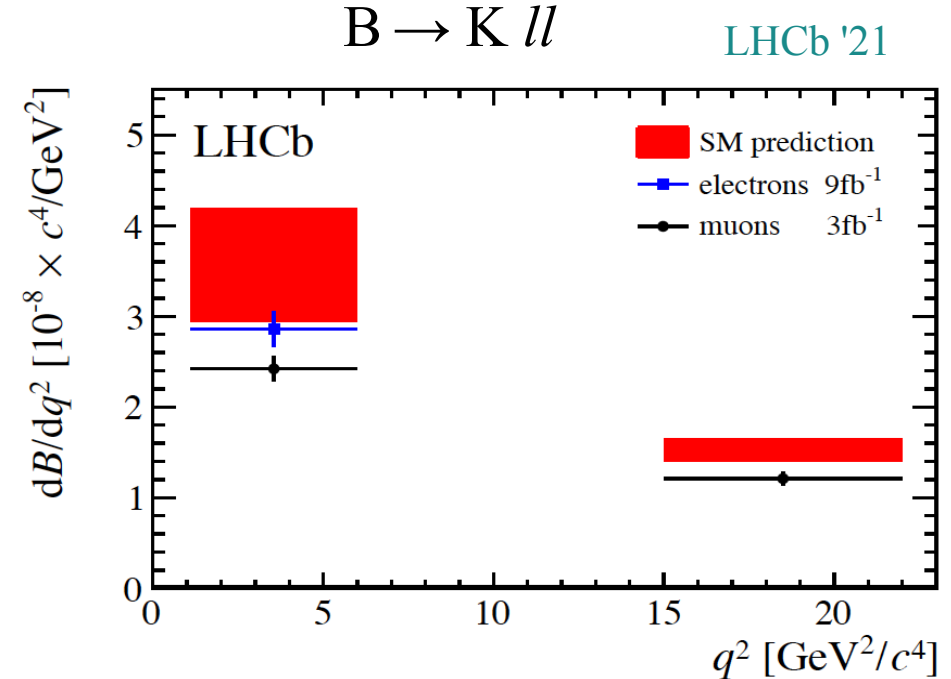 B → K ll
LHCb '21
LHCb
SM prediction
electrons 9fb⁻¹
muons 3fb⁻¹
dB/dq² [10⁻⁸ × c⁴/GeV²]
5
4
3
2
1
0
0 5 10 15 20
q² [GeV²/c⁴]